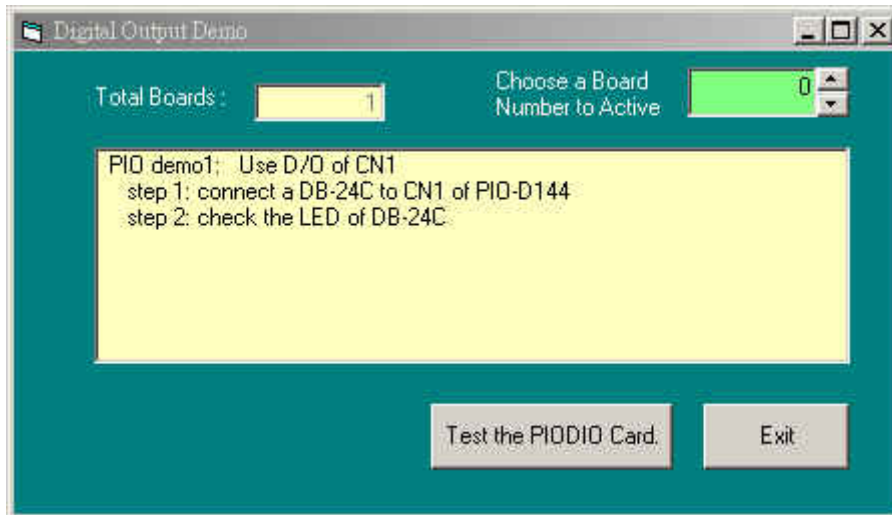 Digital Output Demo
Total Boards :
1
Choose a Board
Number to Active
0
PIO demo1:   Use D/O of CN1
step 1: connect a DB-24C to CN1 of PIO-D144
step 2: check the LED of DB-24C
Test the PIODIO Card.
Exit